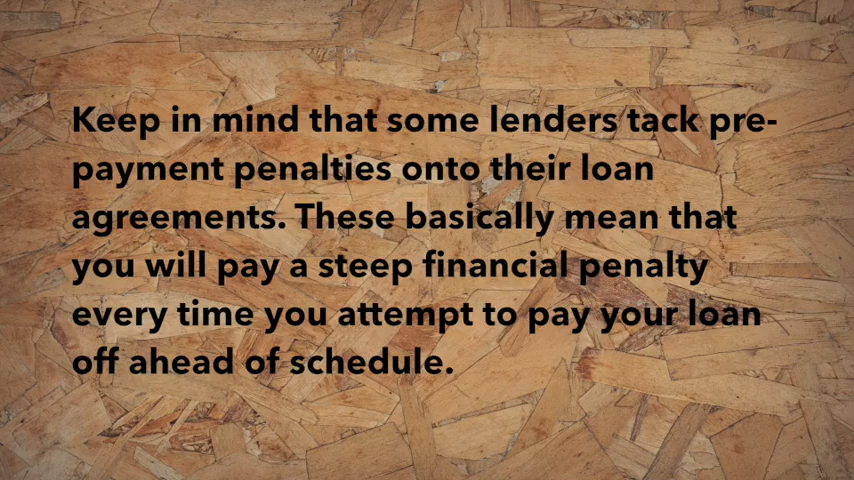 Keep in mind that some lenders tack pre-
payment penalties onto their loan
agreements. These basically mean that
you will pay a steep financial penalty
every time you attempt to pay your loan
off ahead of schedule.